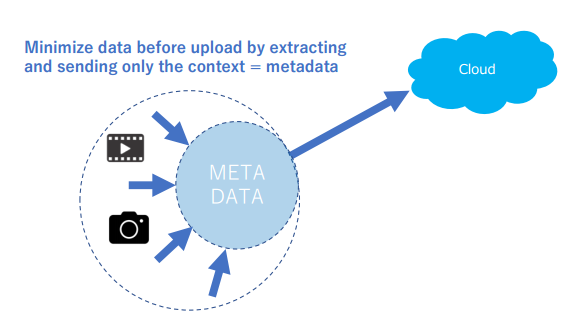 Minimize data before upload by extracting
and sending only the context = metadata
Cloud
META
DATA